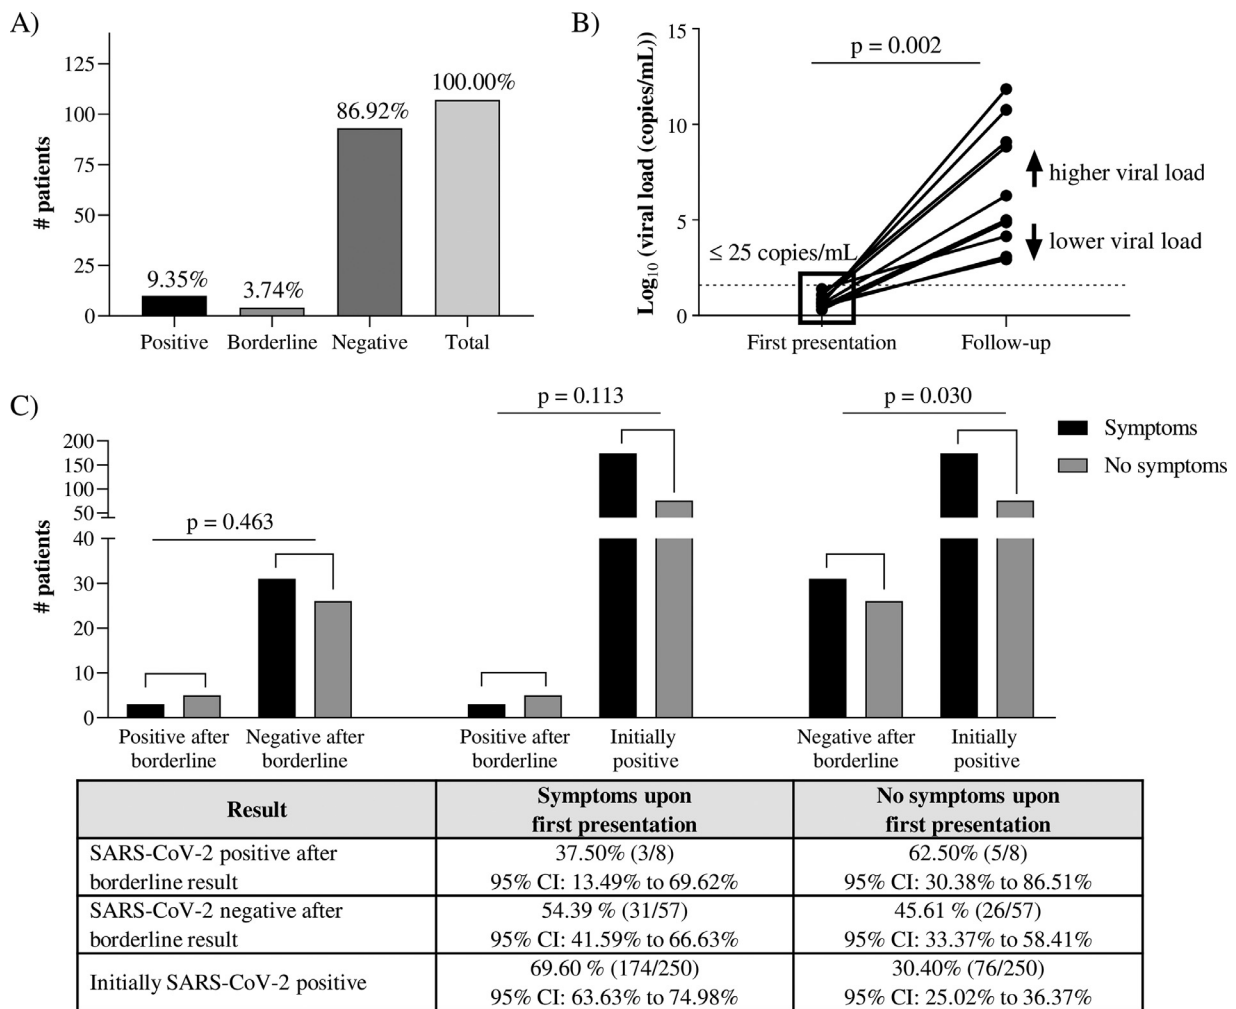 A)
# patients
125
100
75
50
25
0
9.35%
3.74%
86.92%
100.00%
Positive
Borderline
Negative
Total
B)
Log10 (viral load (copies/mL))
15
10
5
0
p = 0.002
≤ 25 copies/mL
higher viral load
lower viral load
First presentation
Follow-up
C)
# patients
200
150
100
50
40
30
20
10
0
p = 0.463
p = 0.113
p = 0.030
Symptoms
No symptoms
Positive after
borderline
Negative after
borderline
Positive after
borderline
Initially
positive
Negative after
borderline
Initially
positive
Result
Symptoms upon
first presentation
No symptoms upon
first presentation
SARS-CoV-2 positive after
borderline result
37.50% (3/8)
95% CI: 13.49% to 69.62%
62.50% (5/8)
95% CI: 30.38% to 86.51%
SARS-CoV-2 negative after
borderline result
54.39 % (31/57)
95% CI: 41.59% to 66.63%
45.61 % (26/57)
95% CI: 33.37% to 58.41%
Initially SARS-CoV-2 positive
69.60 % (174/250)
95% CI: 63.63% to 74.98%
30.40% (76/250)
95% CI: 25.02% to 36.37%